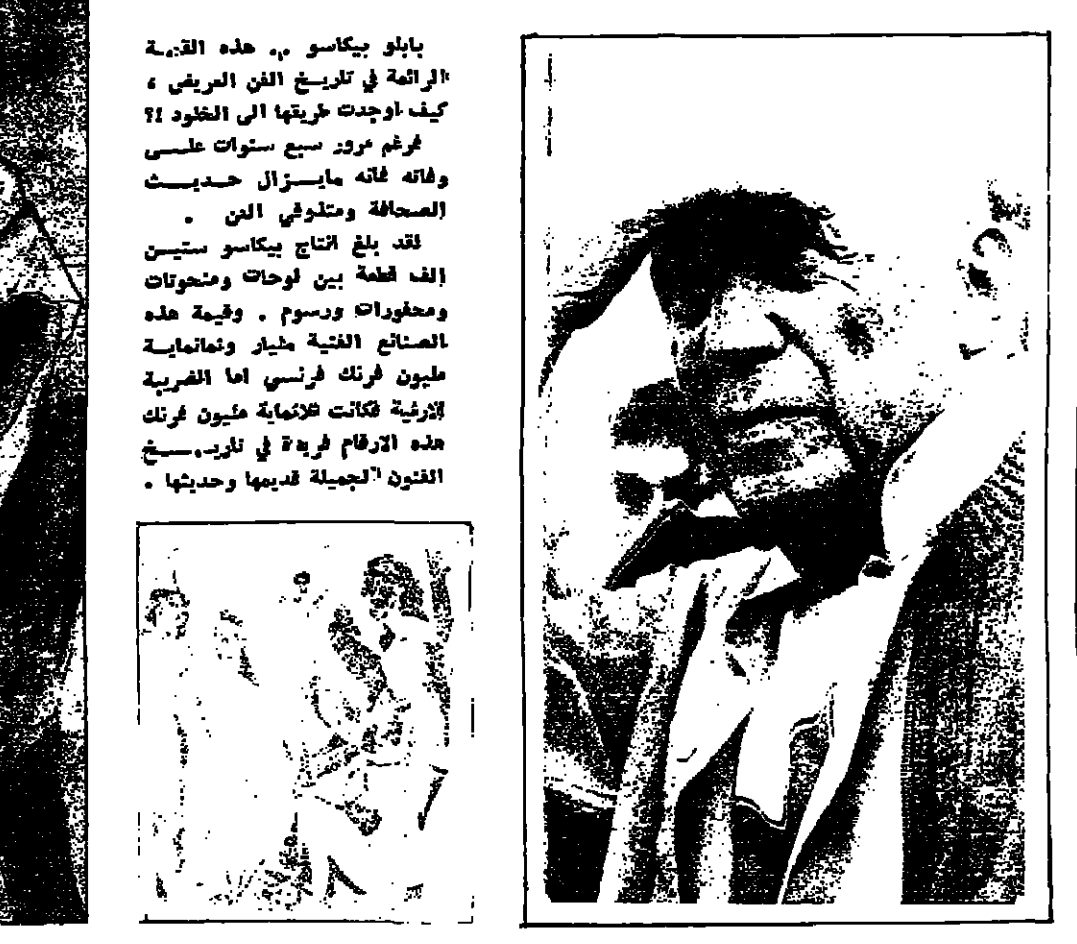 بابلو بيكاسو .. هذه القمة
الرائعة في تاريخ الفن العريض ،
كيف اوجدت طريقها الى الخلود ؟!
فرغم مرور سبع سنوات على
وفاته فانه مايزال حديث
الصحافة ومتذوقي الفن .
لقد بلغ انتاج بيكاسو ستين
الف قطعة بين لوحات ومنحوتات
ومحفورات ورسوم . وقيمة هذه
الصنائع الفنية مليار وثمانماية
مليون فرنك فرنسي اما الضريبة
الارثية فكانت ثلاثماية مليون فرنك
هذه الارقام فريدة في تاريخ
الفنون الجميلة قديمها وحديثها .